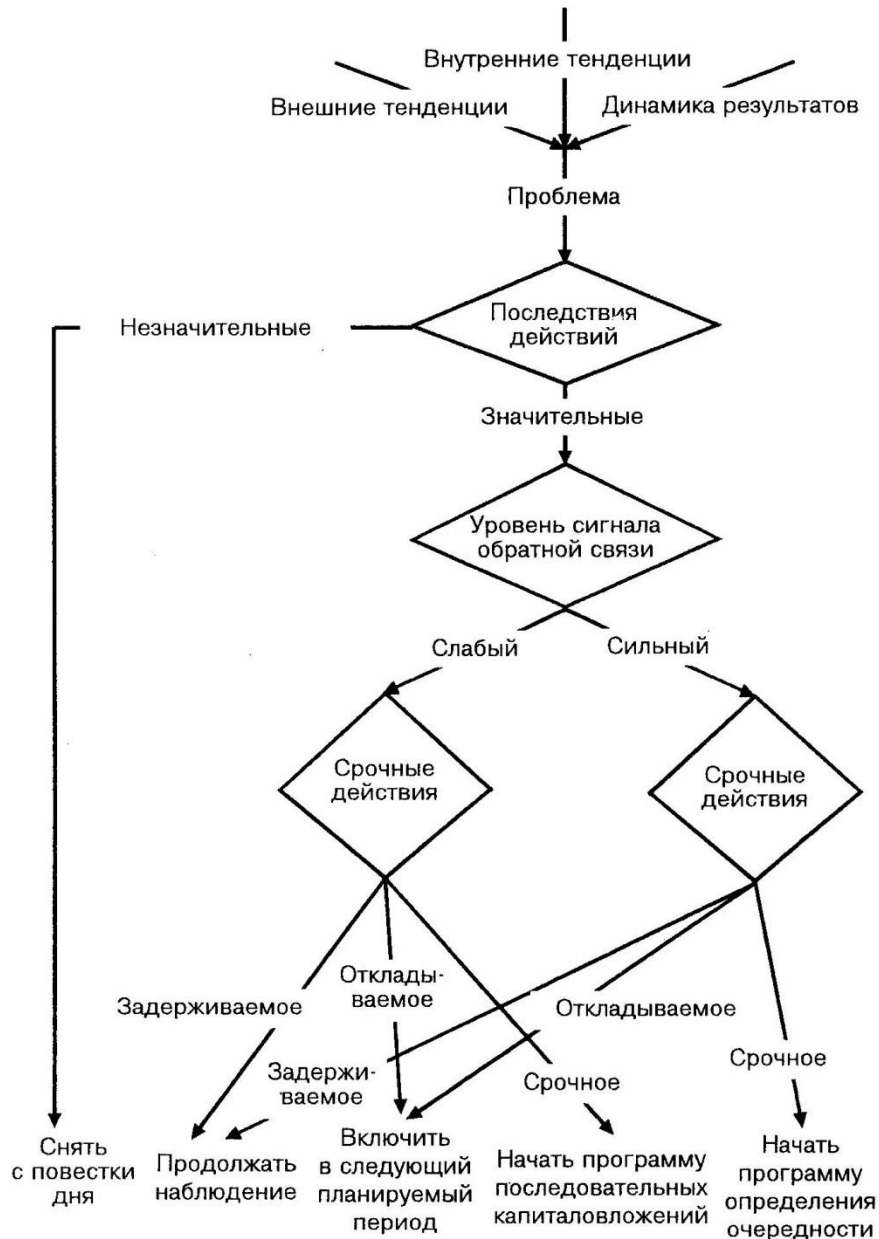 Внутренние тенденции
Внешние тенденции
Динамика результатов
Проблема
Последствия
действий
Незначительные
Значительные
Уровень сигнала
обратной связи
Слабый
Сильный
Срочные
действия
Срочные
действия
Задерживаемое
Отклады-
ваемое
Откладываемое
Задержи-
ваемое
Срочное
Срочное
Снять
с повестки
дня
Продолжать
наблюдение
Включить
в следующий
планируемый
период
Начать программу
последовательных
капиталовложений
Начать
программу
определения
очередности